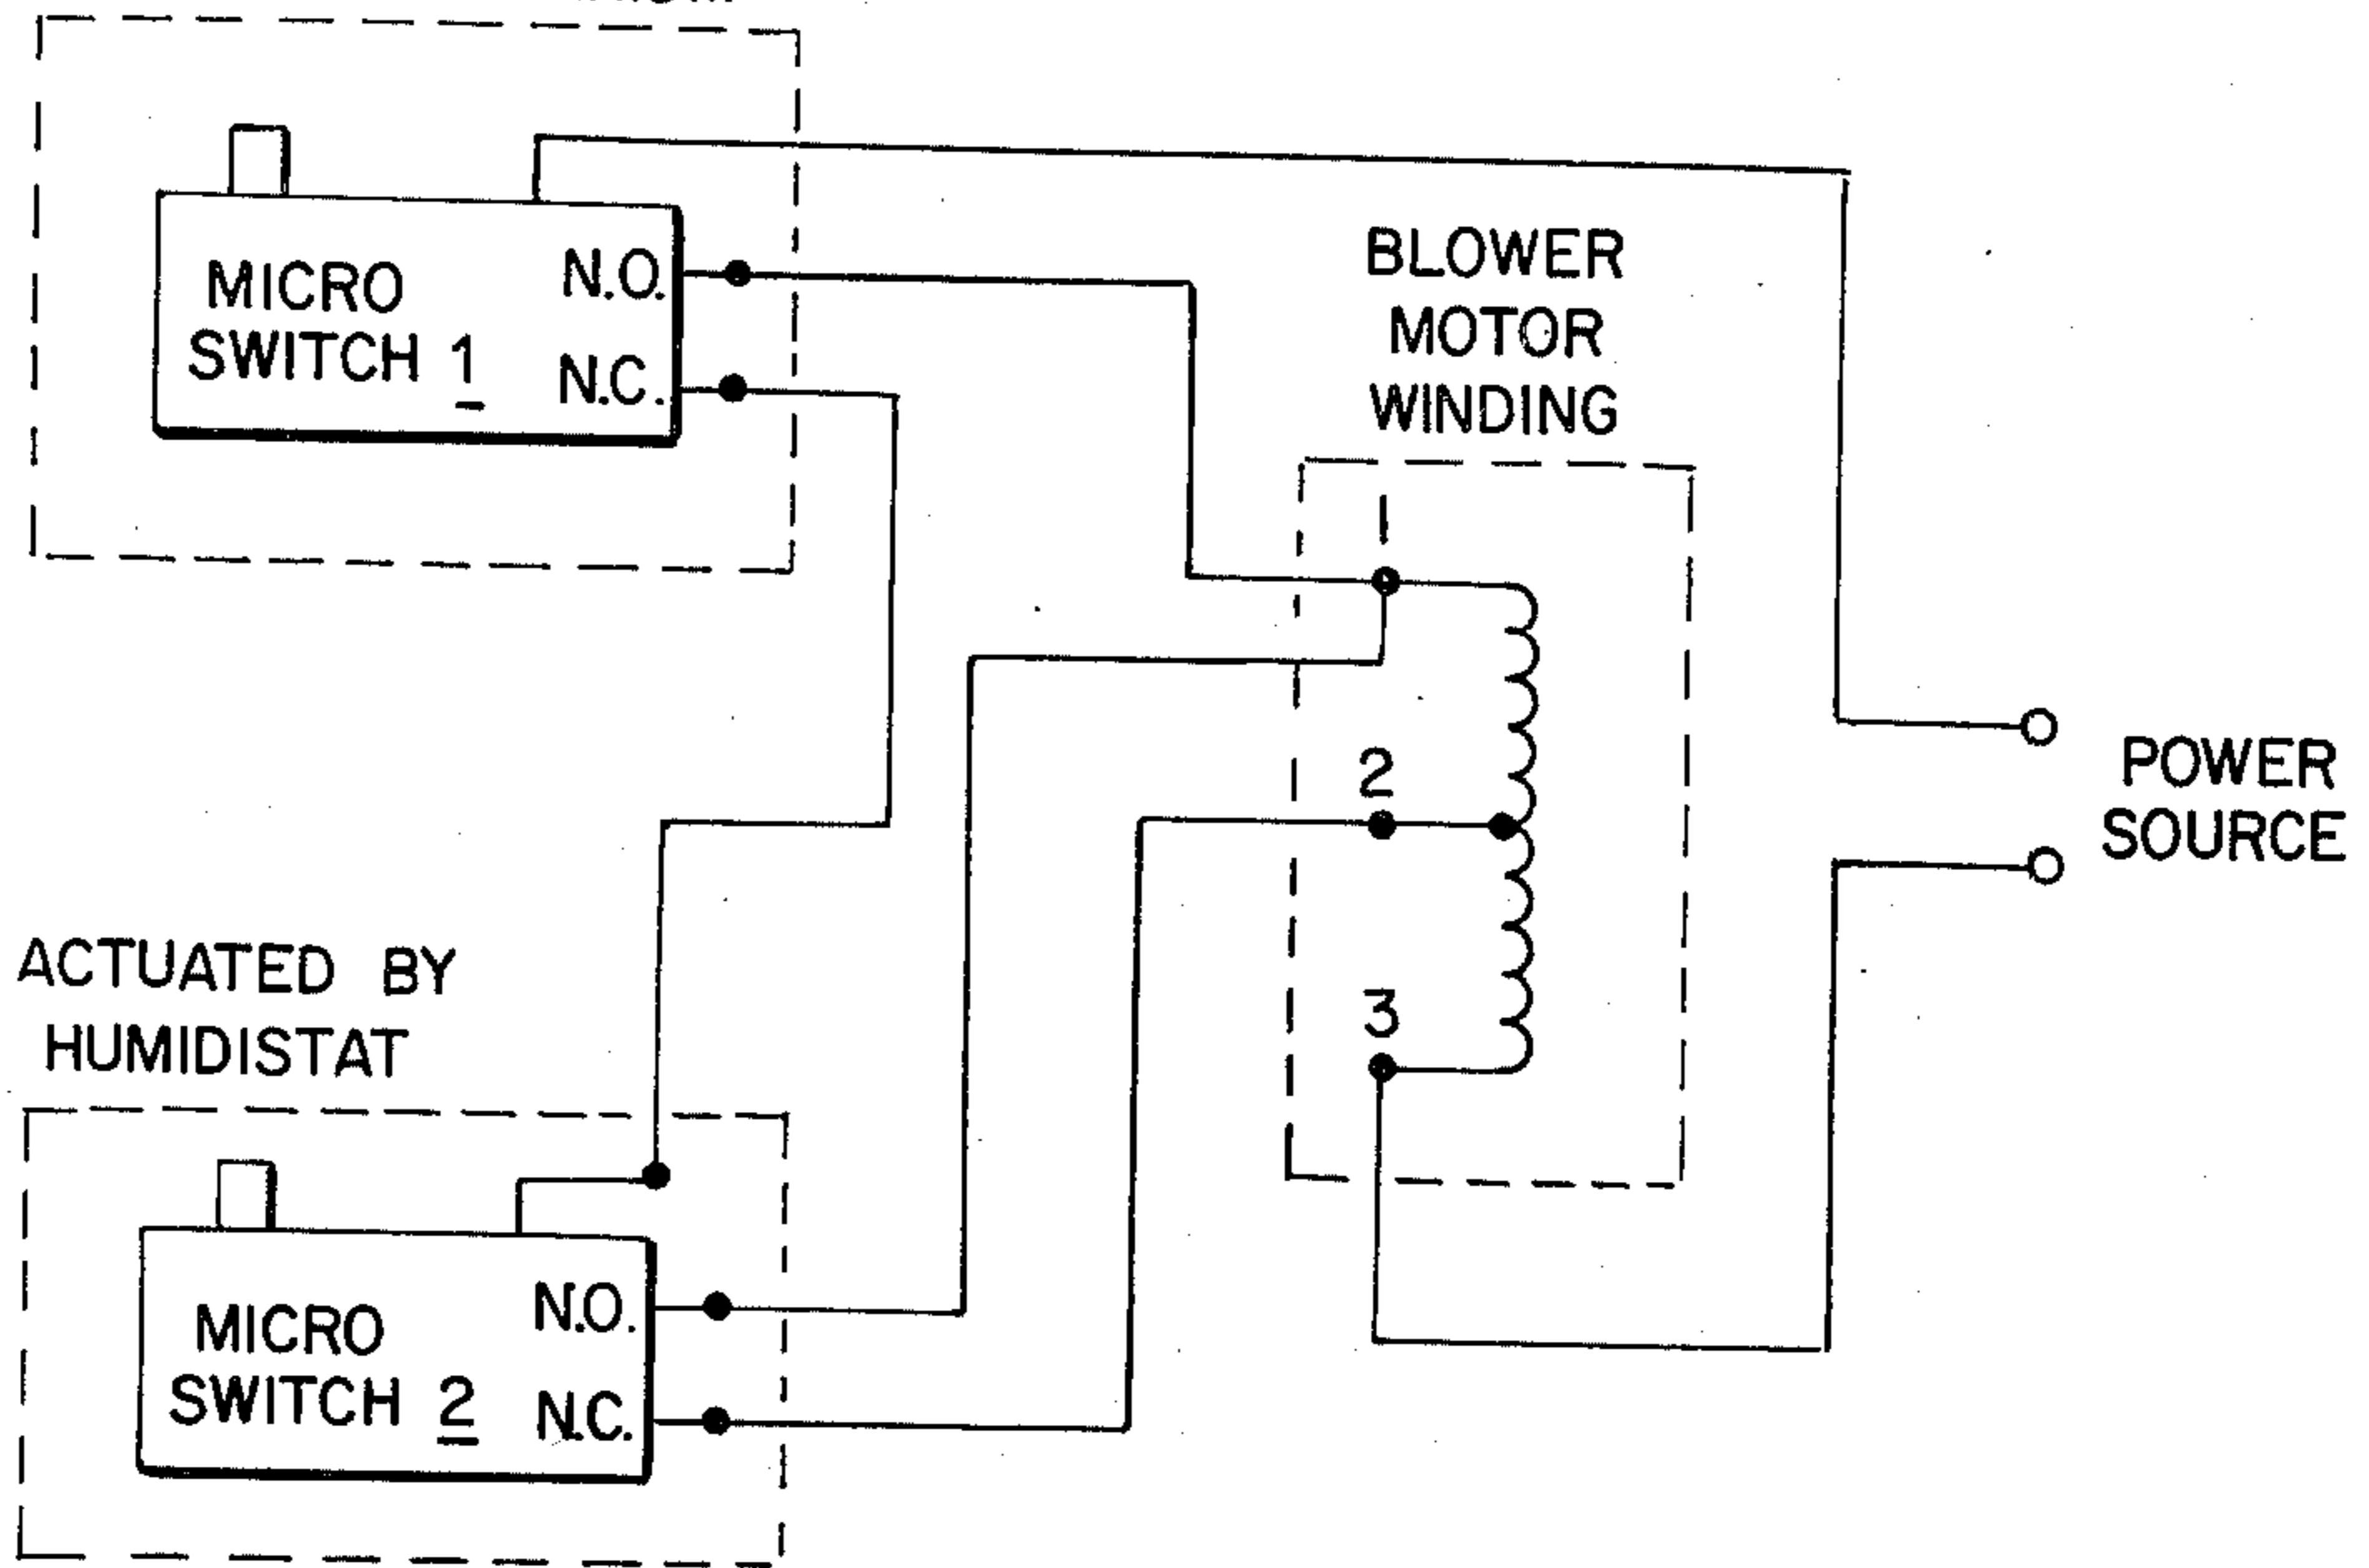 MICRO
SWITCH 1
N.O.
N.C.
BLOWER
MOTOR
WINDING
1
2
3
POWER
SOURCE
ACTUATED BY
HUMIDISTAT
MICRO
SWITCH 2
N.O.
N.C.